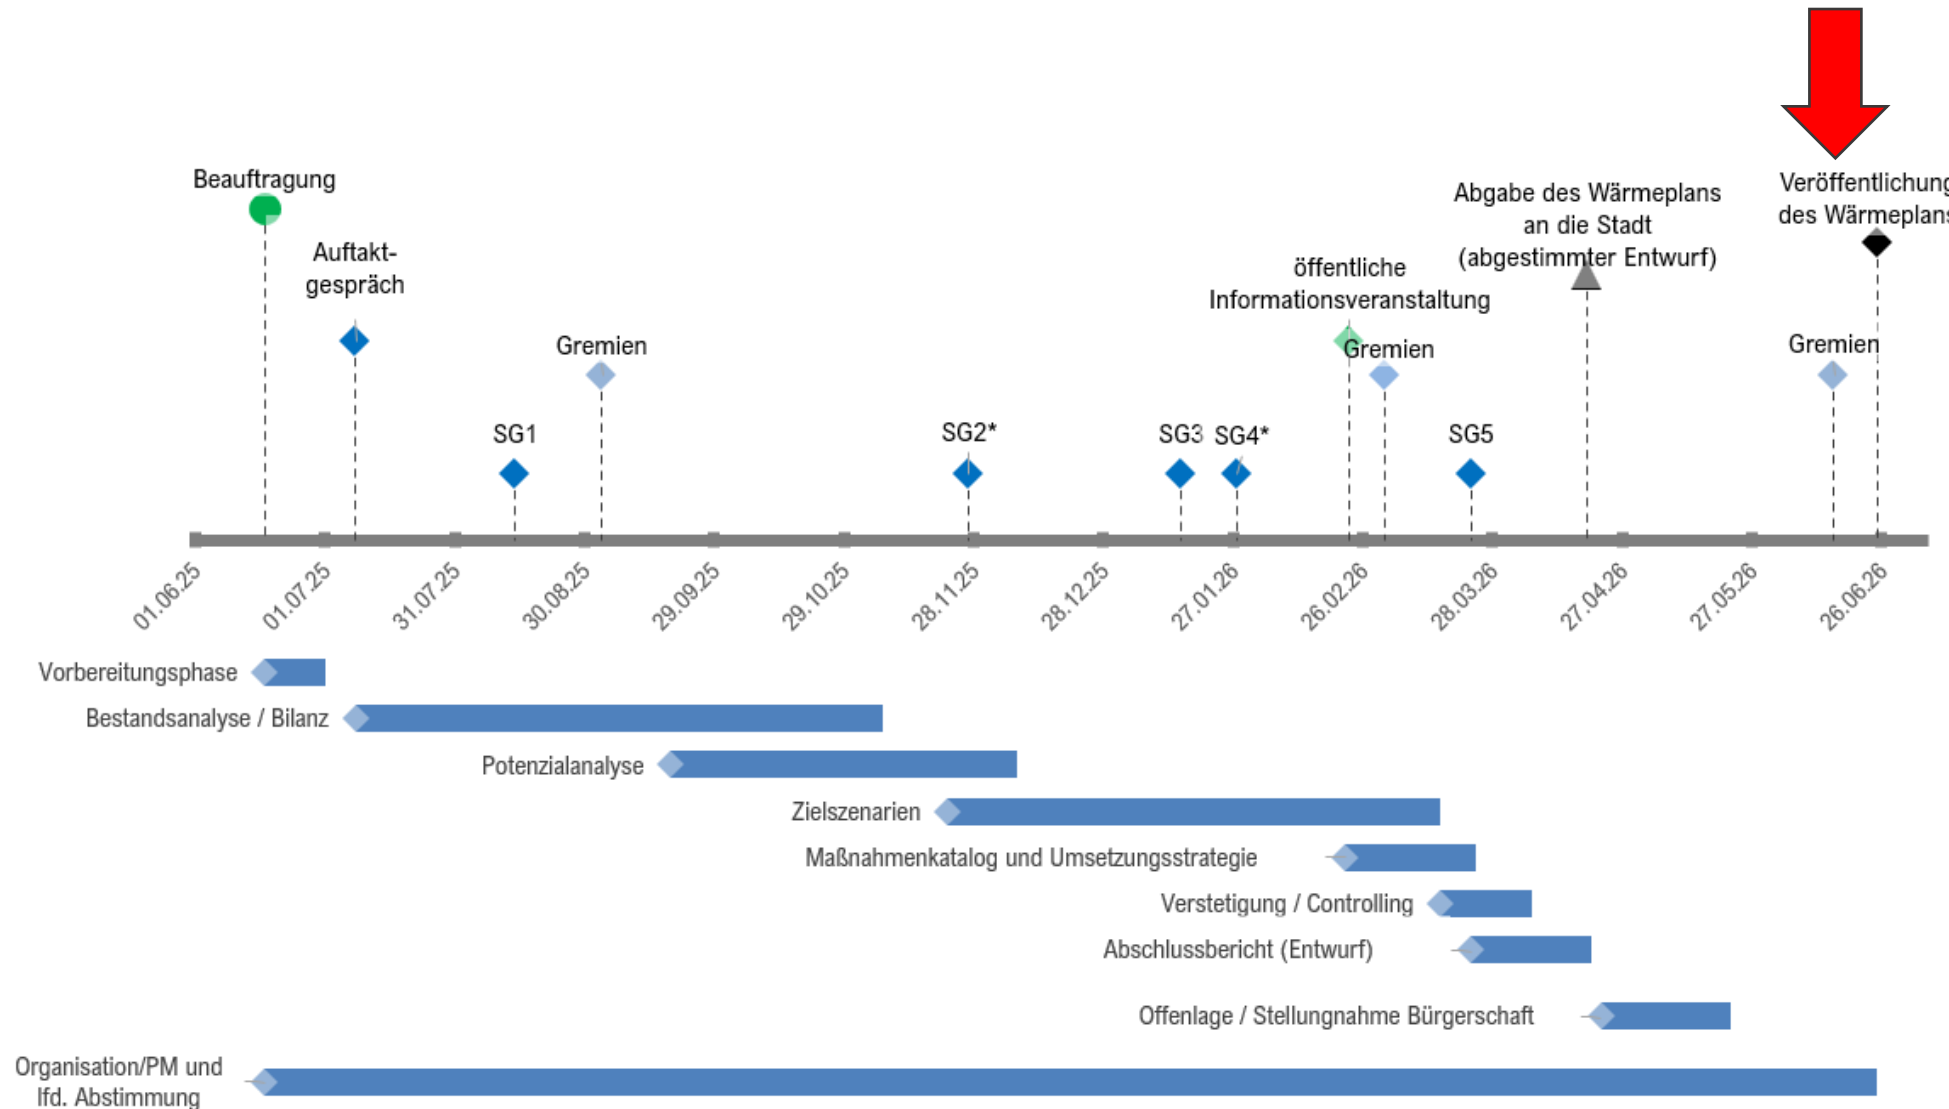 Beauftragung
Auftakt-
gespräch
Gremien
SG1
SG2*
SG3
SG4*
öffentliche
Informationsveranstaltung
Gremien
SG5
Abgabe des Wärmeplans
an die Stadt
(abgestimmter Entwurf)
Veröffentlichung
des Wärmeplans
Gremien
01.06.25
01.07.25
31.07.25
30.08.25
29.09.25
29.10.25
28.11.25
28.12.25
27.01.26
26.02.26
28.03.26
27.04.26
27.05.26
26.06.26
Vorbereitungsphase
Bestandsanalyse / Bilanz
Potenzialanalyse
Zielszenarien
Maßnahmenkatalog und Umsetzungsstrategie
Verstetigung / Controlling
Abschlussbericht (Entwurf)
Offenlage / Stellungnahme Bürgerschaft
Organisation/PM und
lfd. Abstimmung